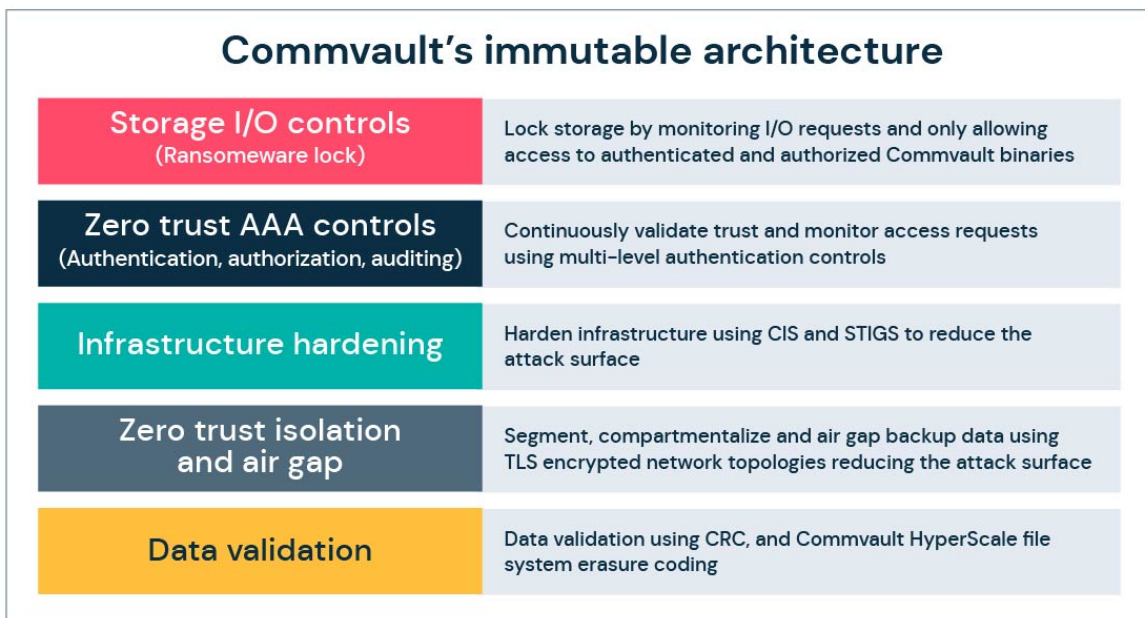 Commvault’s immutable architecture
Storage I/O controls
(Ransomeware lock)
Lock storage by monitoring I/O requests and only allowing
access to authenticated and authorized Commvault binaries
Zero trust AAA controls
(Authentication, authorization, auditing)
Continuously validate trust and monitor access requests
using multi-level authentication controls
Infrastructure hardening
Harden infrastructure using CIS and STIGS to reduce the
attack surface
Zero trust isolation
and air gap
Segment, compartmentalize and air gap backup data using
TLS encrypted network topologies reducing the attack surface
Data validation
Data validation using CRC, and Commvault HyperScale file
system erasure coding